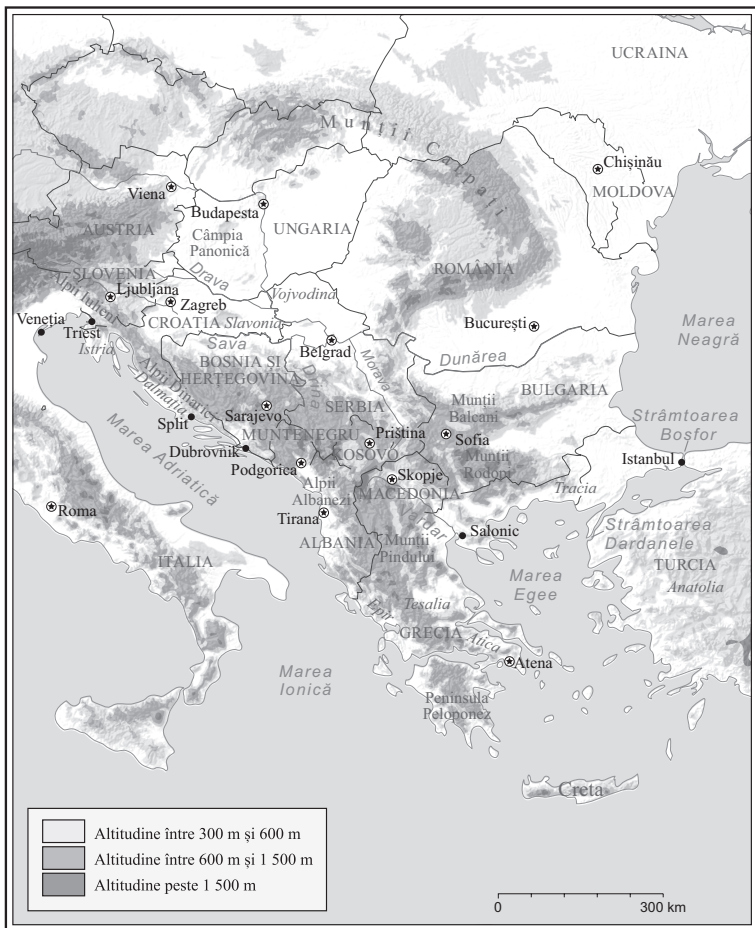 UCRAINA
Munții Carpați
Chișinău
MOLDOVA
Viena
Budapesta
UNGARIA
AUSTRIA
Câmpia
Panonică
ROMÂNIA
SLOVENIA
Alpii Iulieni
Ljubljana
Drava
Vojvodina
Zagreb
Veneția
Triest
CROATIA
Slavonia
București
Marea
Neagră
Istria
Sava
Belgrad
Morava
Dunărea
BOSNIA ȘI
HERȚEGOVINA
Drina
Alpii Dinarici
Dalmația
SERBIA
Munții
Balcani
BULGARIA
Split
Sarajevo
MUNTENEGRU
Priștina
KOSOVO
Sofia
Strâmtoarea
Bosfor
Dubrovnik
Podgorica
Munții
Rodopi
Istanbul
Marea Adriatică
Skopje
MACEDONIA
Alpii
Albanezi
Tracia
Roma
Tirana
Vardar
ALBANIA
Salonic
Munții
Pindului
Strâmtoarea
Dardanele
ITALIA
TURCIA
Marea
Egee
Anatolia
Tesalia
Epir
GRECIA
Atica
Atena
Marea
Ionică
Peninsula
Peloponez
Creta
Altitudine între 300 m și 600 m
Altitudine între 600 m și 1 500 m
Altitudine peste 1 500 m
0 300 km